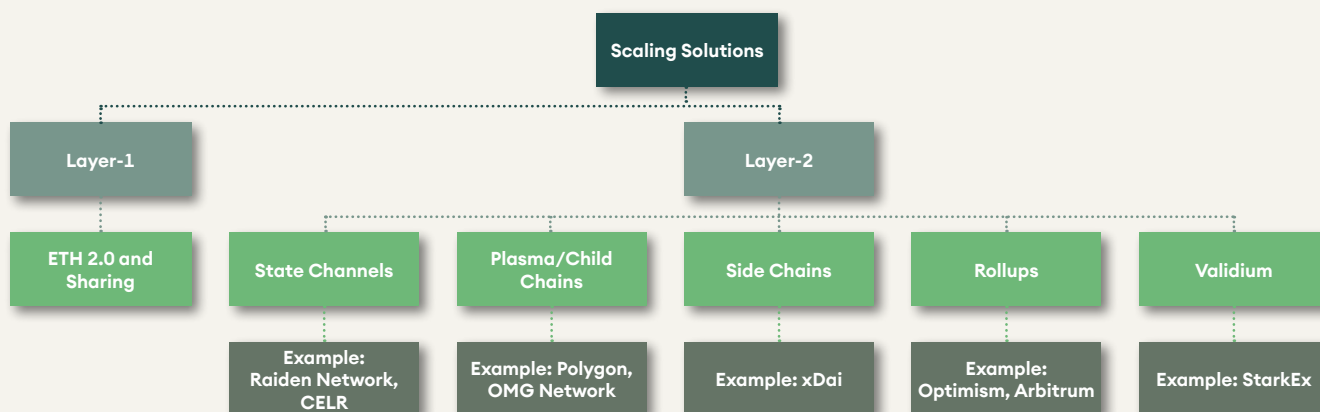 Scaling Solutions
Layer-1
Layer-2
ETH 2.0 and
Sharing
State Channels
Plasma/Child
Chains
Side Chains
Rollups
Validium
Example:
Raiden Network,
CELR
Example: Polygon,
OMG Network
Example: xDai
Example:
Optimism, Arbitrum
Example: StarkEx